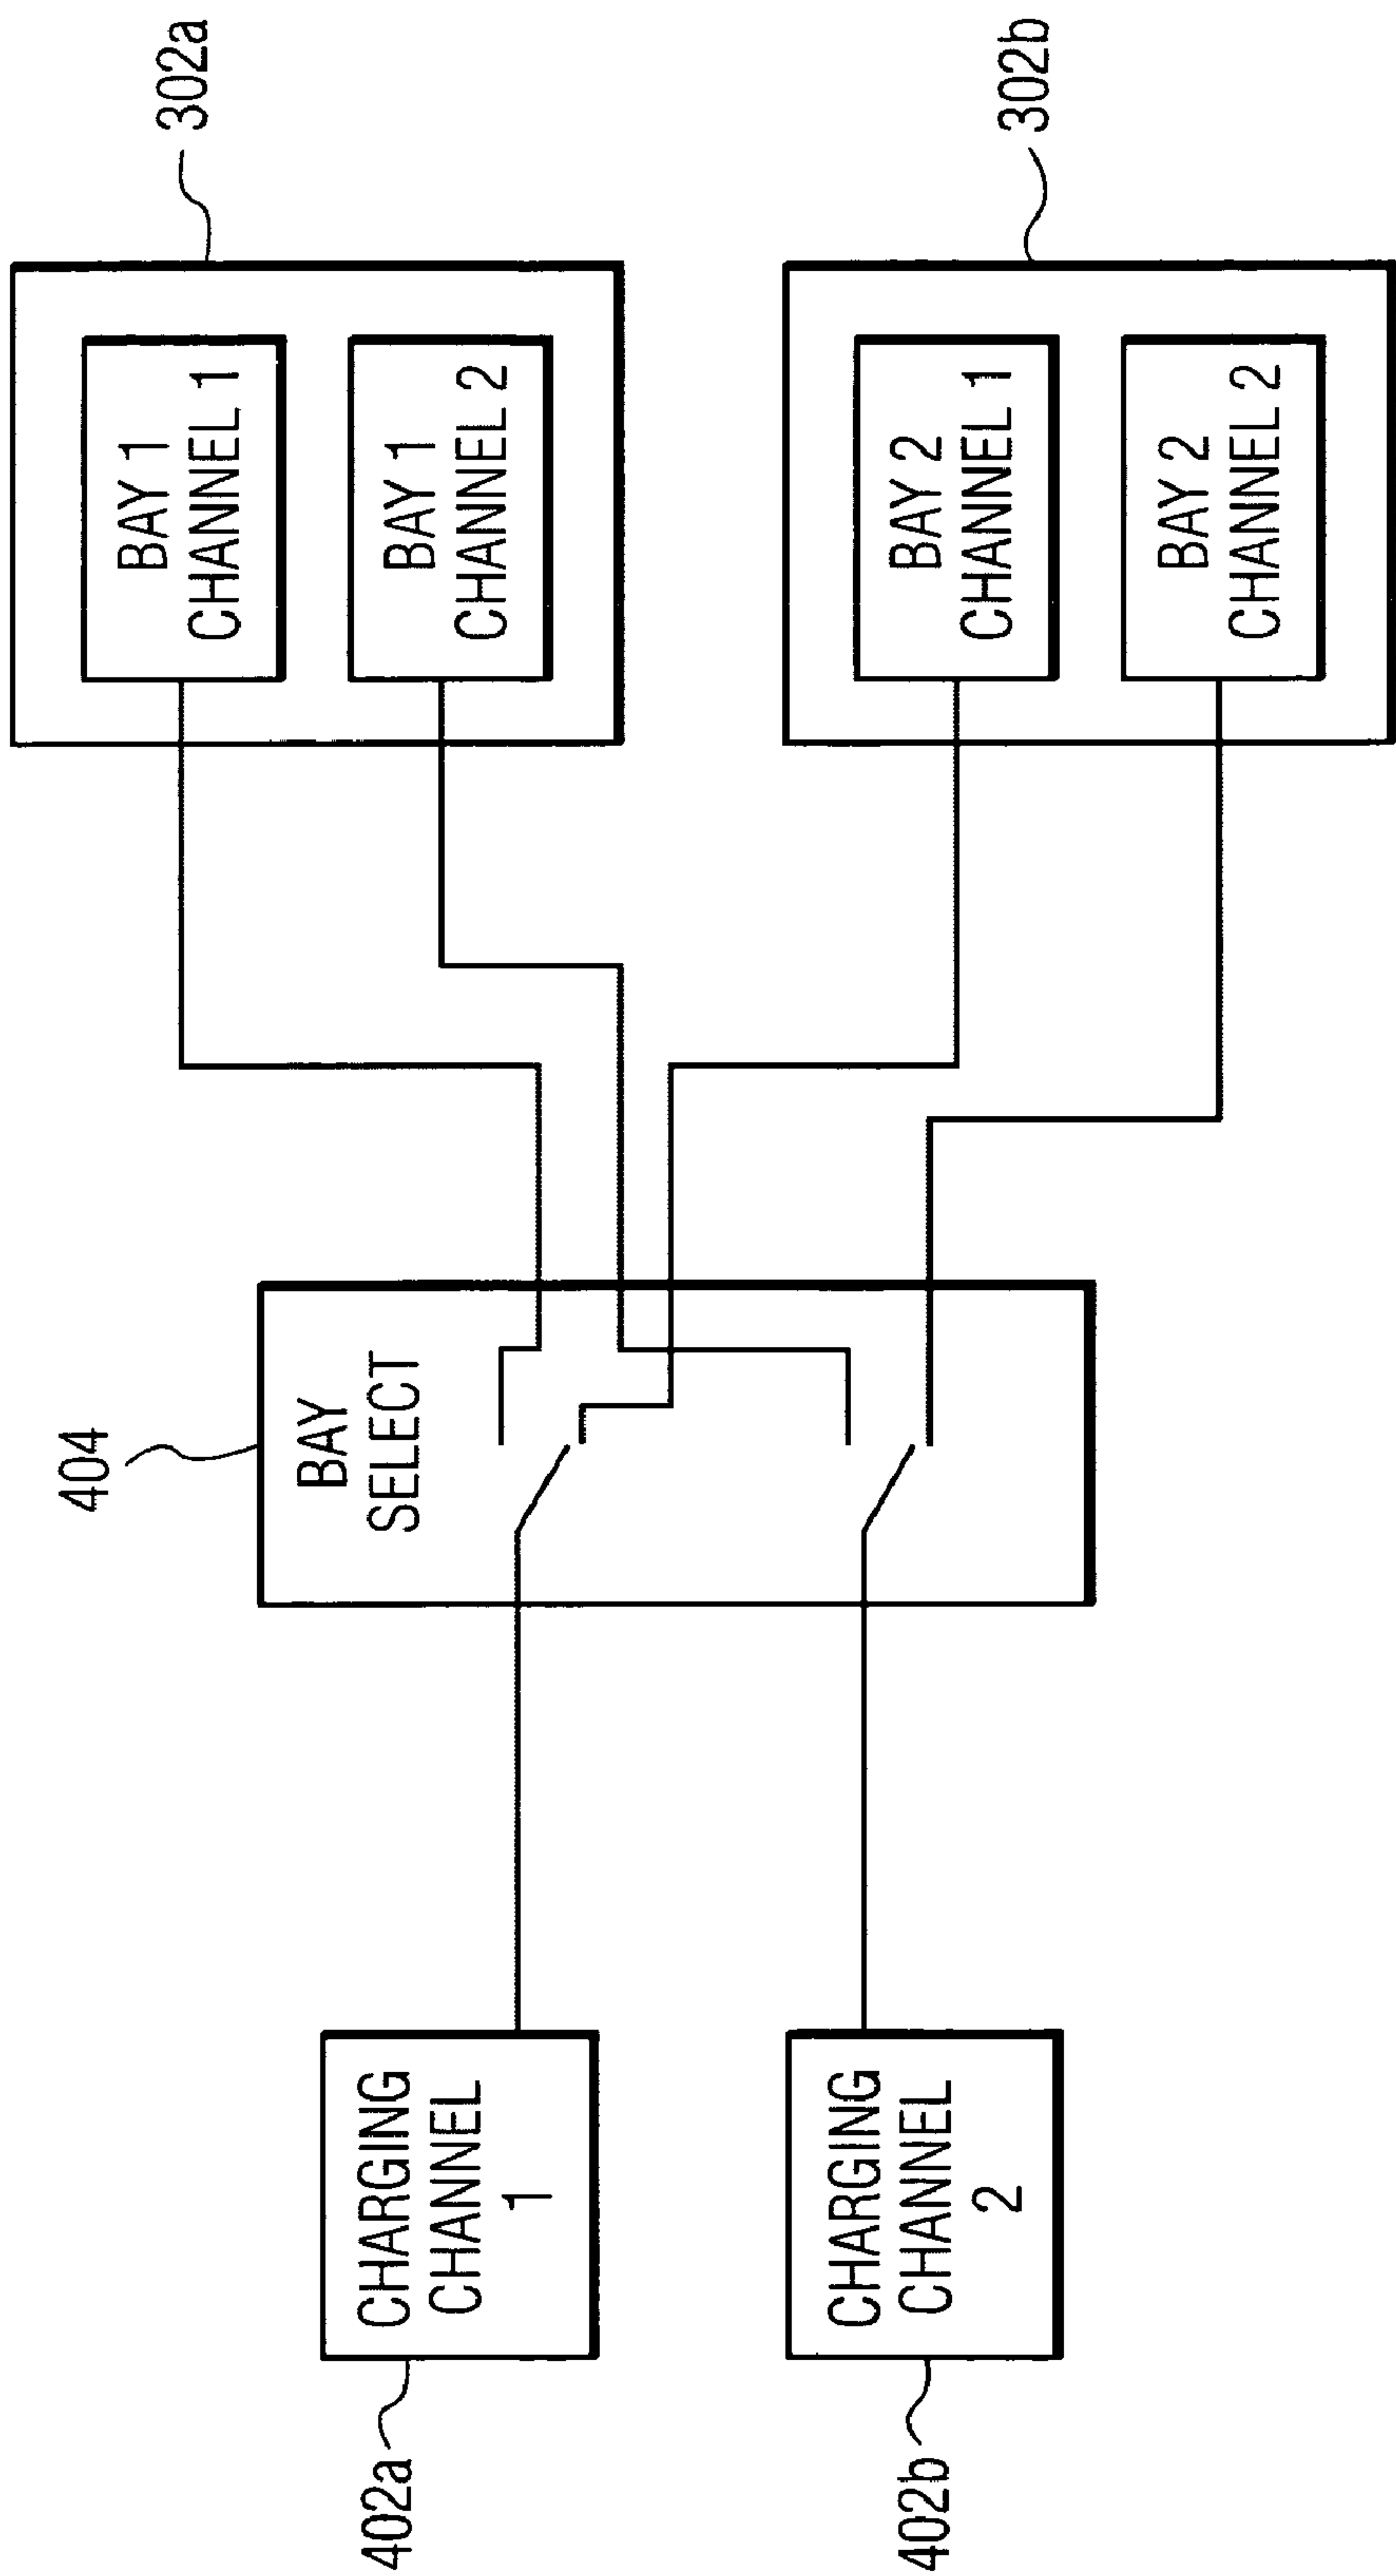 302a
BAY 1
CHANNEL 1
BAY 1
CHANNEL 2
302b
BAY 2
CHANNEL 1
BAY 2
CHANNEL 2
404
BAY
SELECT
402a
CHARGING
CHANNEL
1
402b
CHARGING
CHANNEL
2